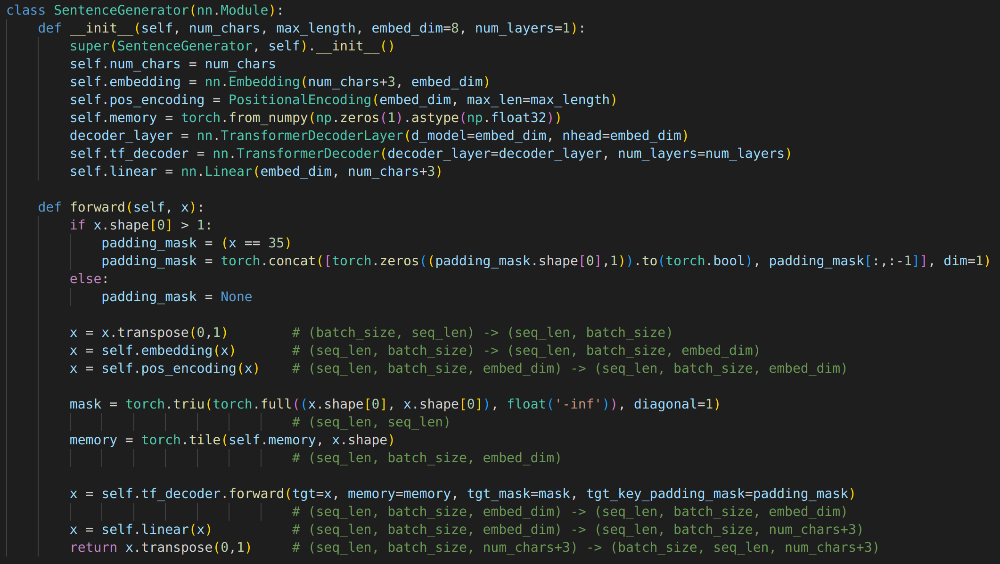 class SentenceGenerator(nn.Module):
    def __init__(self, num_chars, max_length, embed_dim=8, num_layers=1):
        super(SentenceGenerator, self).__init__()
        self.num_chars = num_chars
        self.embedding = nn.Embedding(num_chars+3, embed_dim)
        self.pos_encoding = PositionalEncoding(embed_dim, max_len=max_length)
        self.memory = torch.from_numpy(np.zeros(1).astype(np.float32))
        decoder_layer = nn.TransformerDecoderLayer(d_model=embed_dim, nhead=embed_dim)
        self.tf_decoder = nn.TransformerDecoder(decoder_layer=decoder_layer, num_layers=num_layers)
        self.linear = nn.Linear(embed_dim, num_chars+3)

    def forward(self, x):
        if x.shape[0] > 1:
            padding_mask = (x == 35)
            padding_mask = torch.concat([torch.zeros((padding_mask.shape[0],1)).to(torch.bool), padding_mask[:,:-1]], dim=1)
        else:
            padding_mask = None

        x = x.transpose(0,1)        # (batch_size, seq_len) -> (seq_len, batch_size)
        x = self.embedding(x)       # (seq_len, batch_size) -> (seq_len, batch_size, embed_dim)
        x = self.pos_encoding(x)    # (seq_len, batch_size, embed_dim) -> (seq_len, batch_size, embed_dim)

        mask = torch.triu(torch.full((x.shape[0], x.shape[0]), float('-inf')), diagonal=1)
                                    # (seq_len, seq_len)
        memory = torch.tile(self.memory, x.shape)
                                    # (seq_len, batch_size, embed_dim)

        x = self.tf_decoder.forward(tgt=x, memory=memory, tgt_mask=mask, tgt_key_padding_mask=padding_mask)
                                    # (seq_len, batch_size, embed_dim) -> (seq_len, batch_size, embed_dim)
        x = self.linear(x)          # (seq_len, batch_size, embed_dim) -> (seq_len, batch_size, num_chars+3)
        return x.transpose(0,1)     # (seq_len, batch_size, num_chars+3) -> (batch_size, seq_len, num_chars+3)